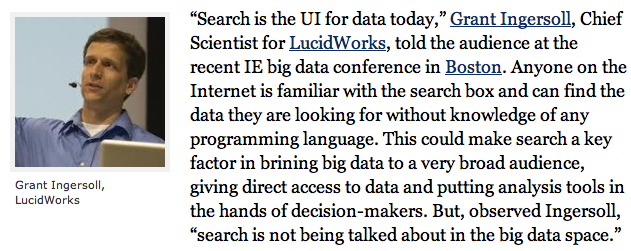 “Search is the UI for data today,” Grant Ingersoll, Chief
Scientist for LucidWorks, told the audience at the
recent IE big data conference in Boston. Anyone on the
Internet is familiar with the search box and can find the
data they are looking for without knowledge of any
programming language. This could make search a key
factor in brining big data to a very broad audience,
giving direct access to data and putting analysis tools in
the hands of decision-makers. But, observed Ingersoll,
“search is not being talked about in the big data space.”
Grant Ingersoll,
LucidWorks